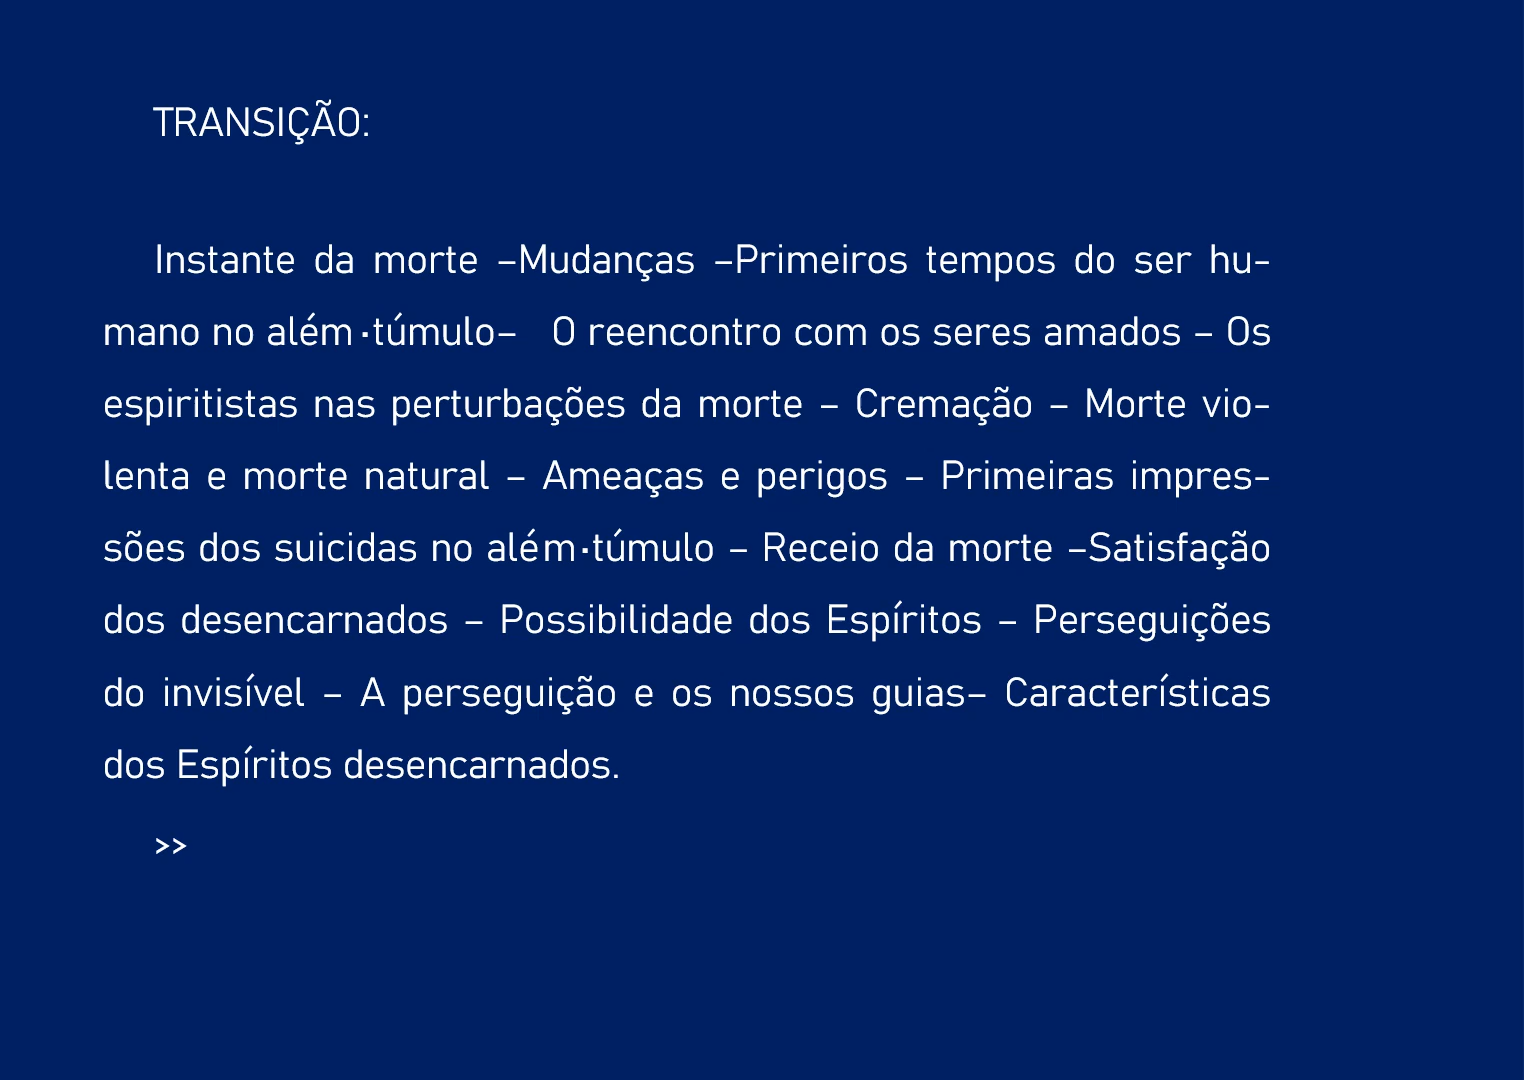 TRANSIÇÃO:
Instante da morte –Mudanças –Primeiros tempos do ser hu-
mano no além·túmulo– O reencontro com os seres amados – Os
espiritistas nas perturbações da morte – Cremação – Morte vio-
lenta e morte natural – Ameaças e perigos – Primeiras impres-
sões dos suicidas no além·túmulo – Receio da morte –Satisfação
dos desencarnados – Possibilidade dos Espíritos – Perseguições
do invisível – A perseguição e os nossos guias– Características
dos Espíritos desencarnados.
>>